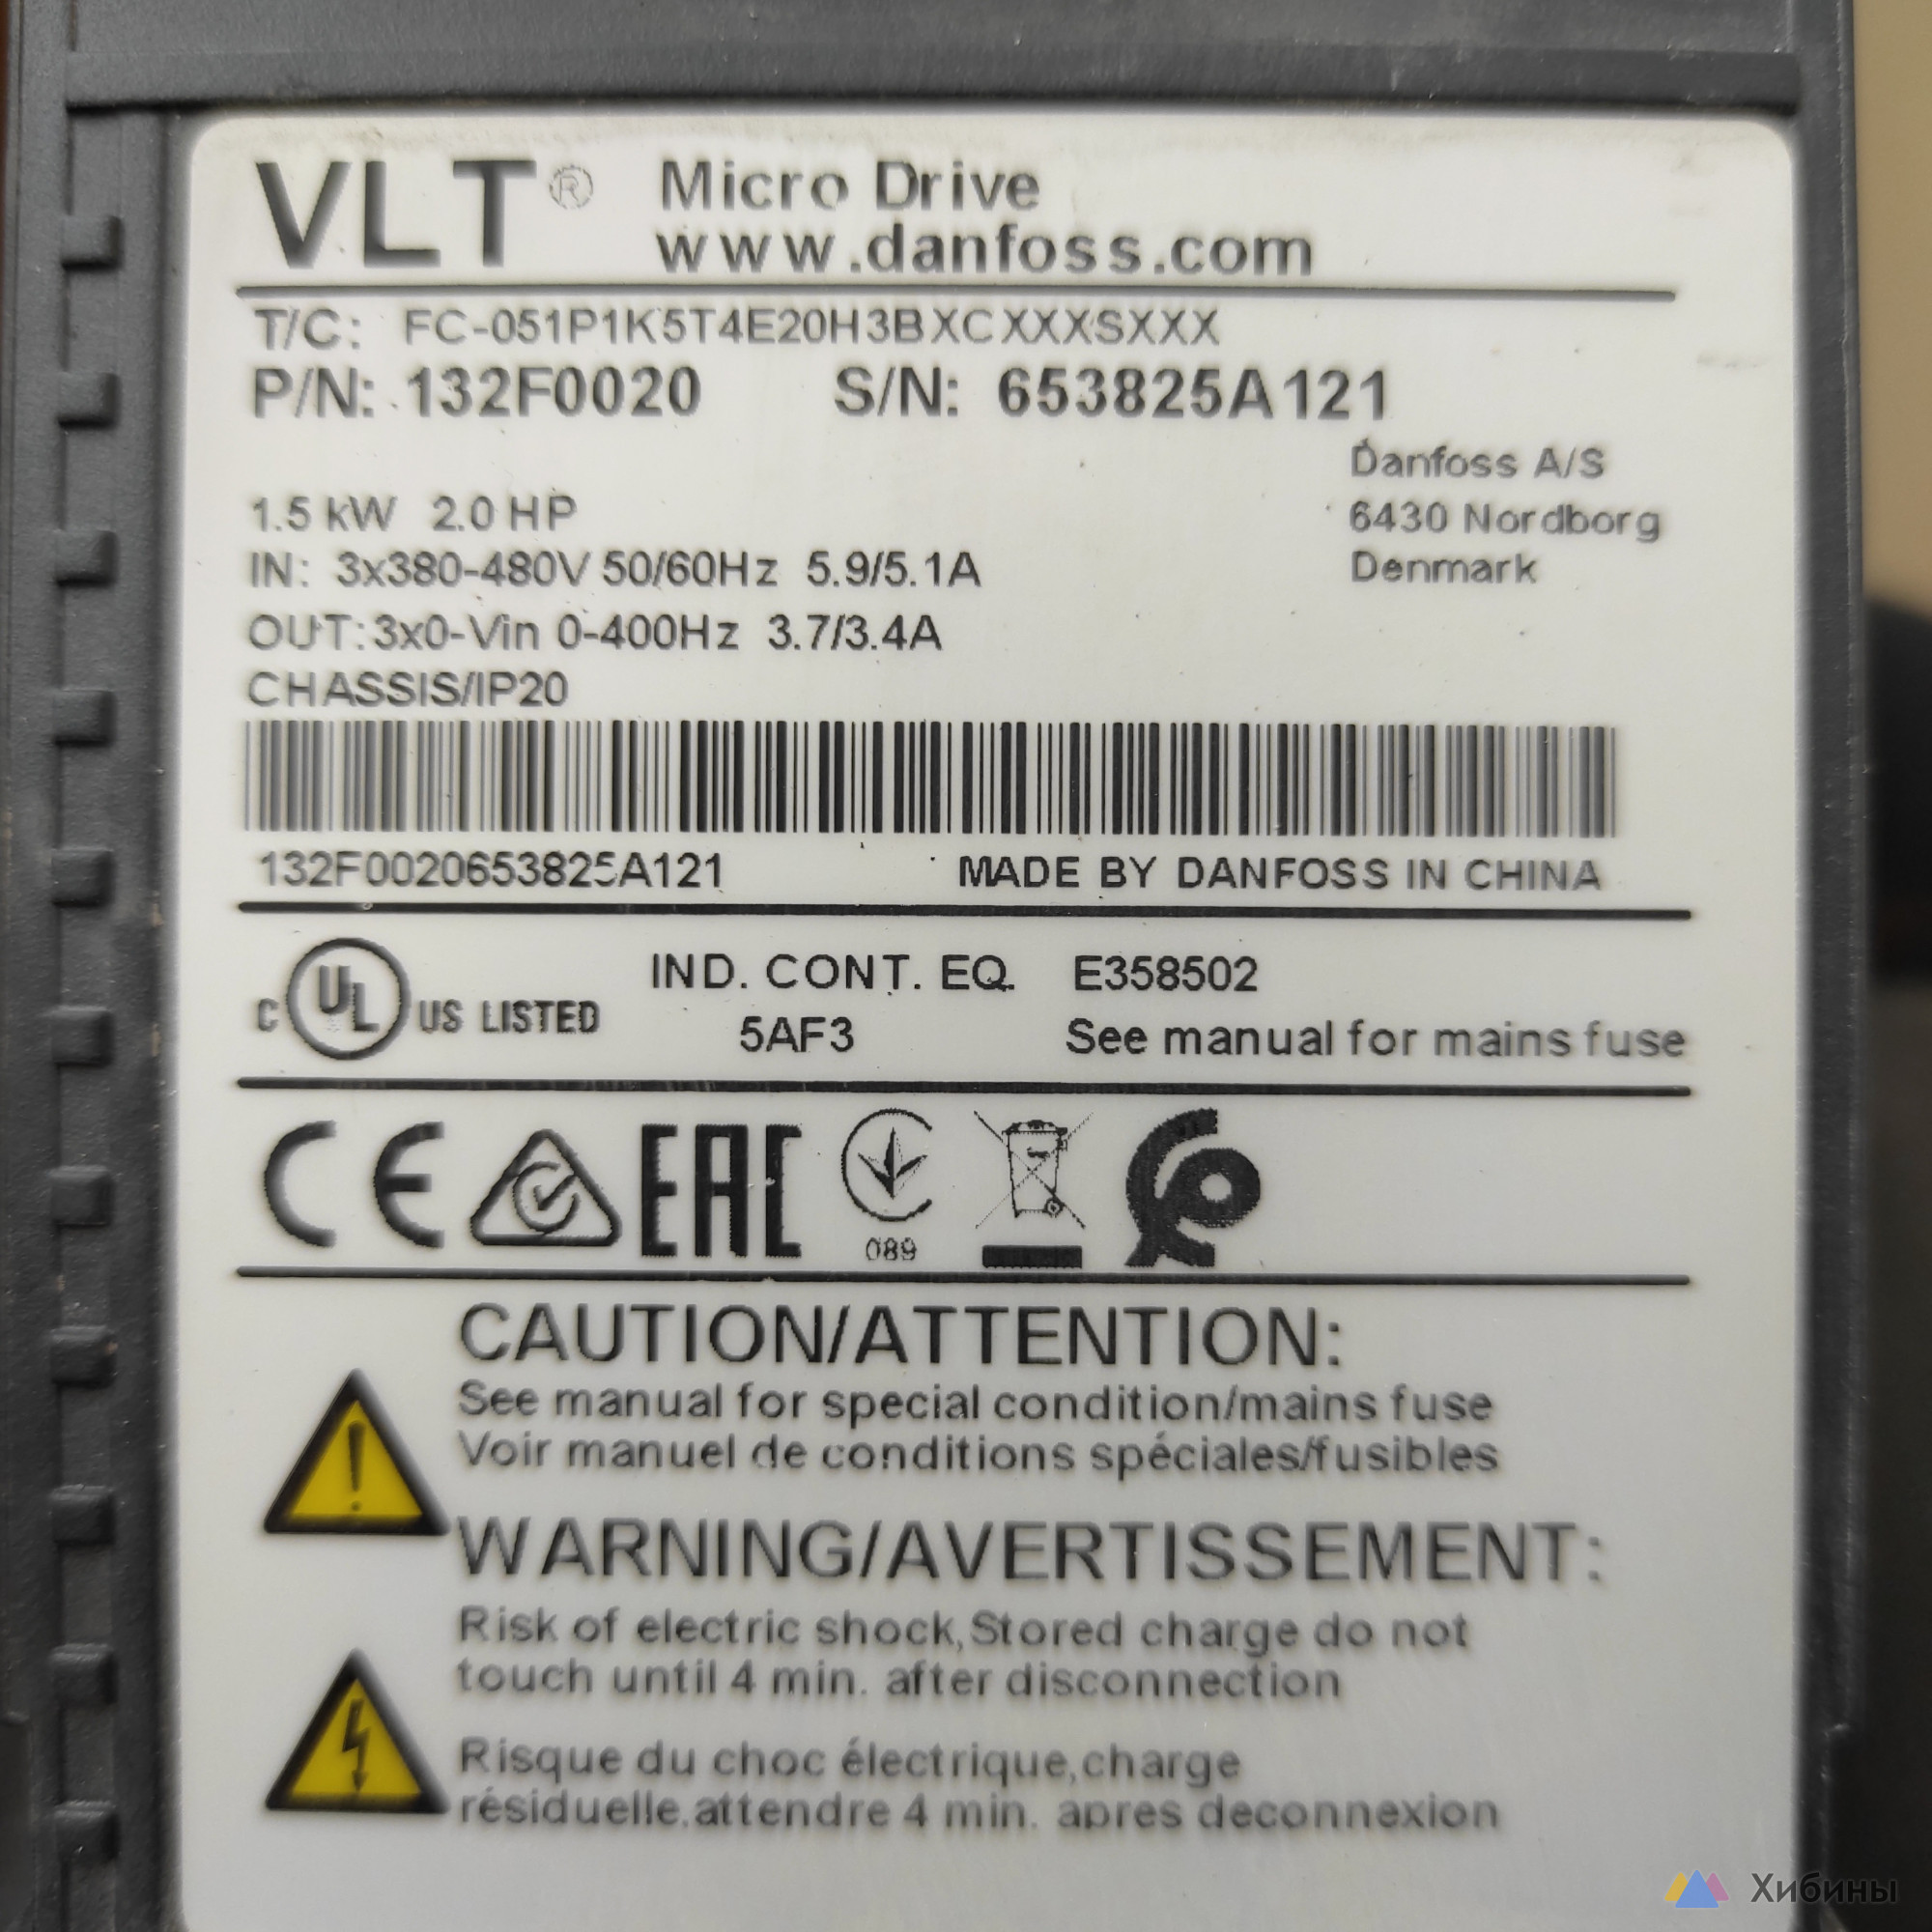 VLT® Micro Drive
www.danfoss.com
T/C: FC-051P1K5T4E20H3BXCXXXSXXX
P/N: 132F0020 S/N: 653825A121
Danfoss A/S
1.5 kW 2.0 HP 6430 Nordborg
IN: 3x380-480V 50/60Hz 5.9/5.1A Denmark
OUT:3x0-Vin 0-400Hz 3.7/3.4A
CHASSIS/IP20
132F0020653825A121 MADE BY DANFOSS IN CHINA
C UL US LISTED IND. CONT. EQ. E358502
5AF3 See manual for mains fuse
CE EAC
089
CAUTION/ATTENTION:
See manual for special condition/mains fuse
Voir manuel de conditions spéciales/fusibles
WARNING/AVERTISSEMENT:
Risk of electric shock,Stored charge do not
touch until 4 min. after disconnection
Risque du choc électrique,charge
résiduelle,attendre 4 min. apres deconnexion
Хибины